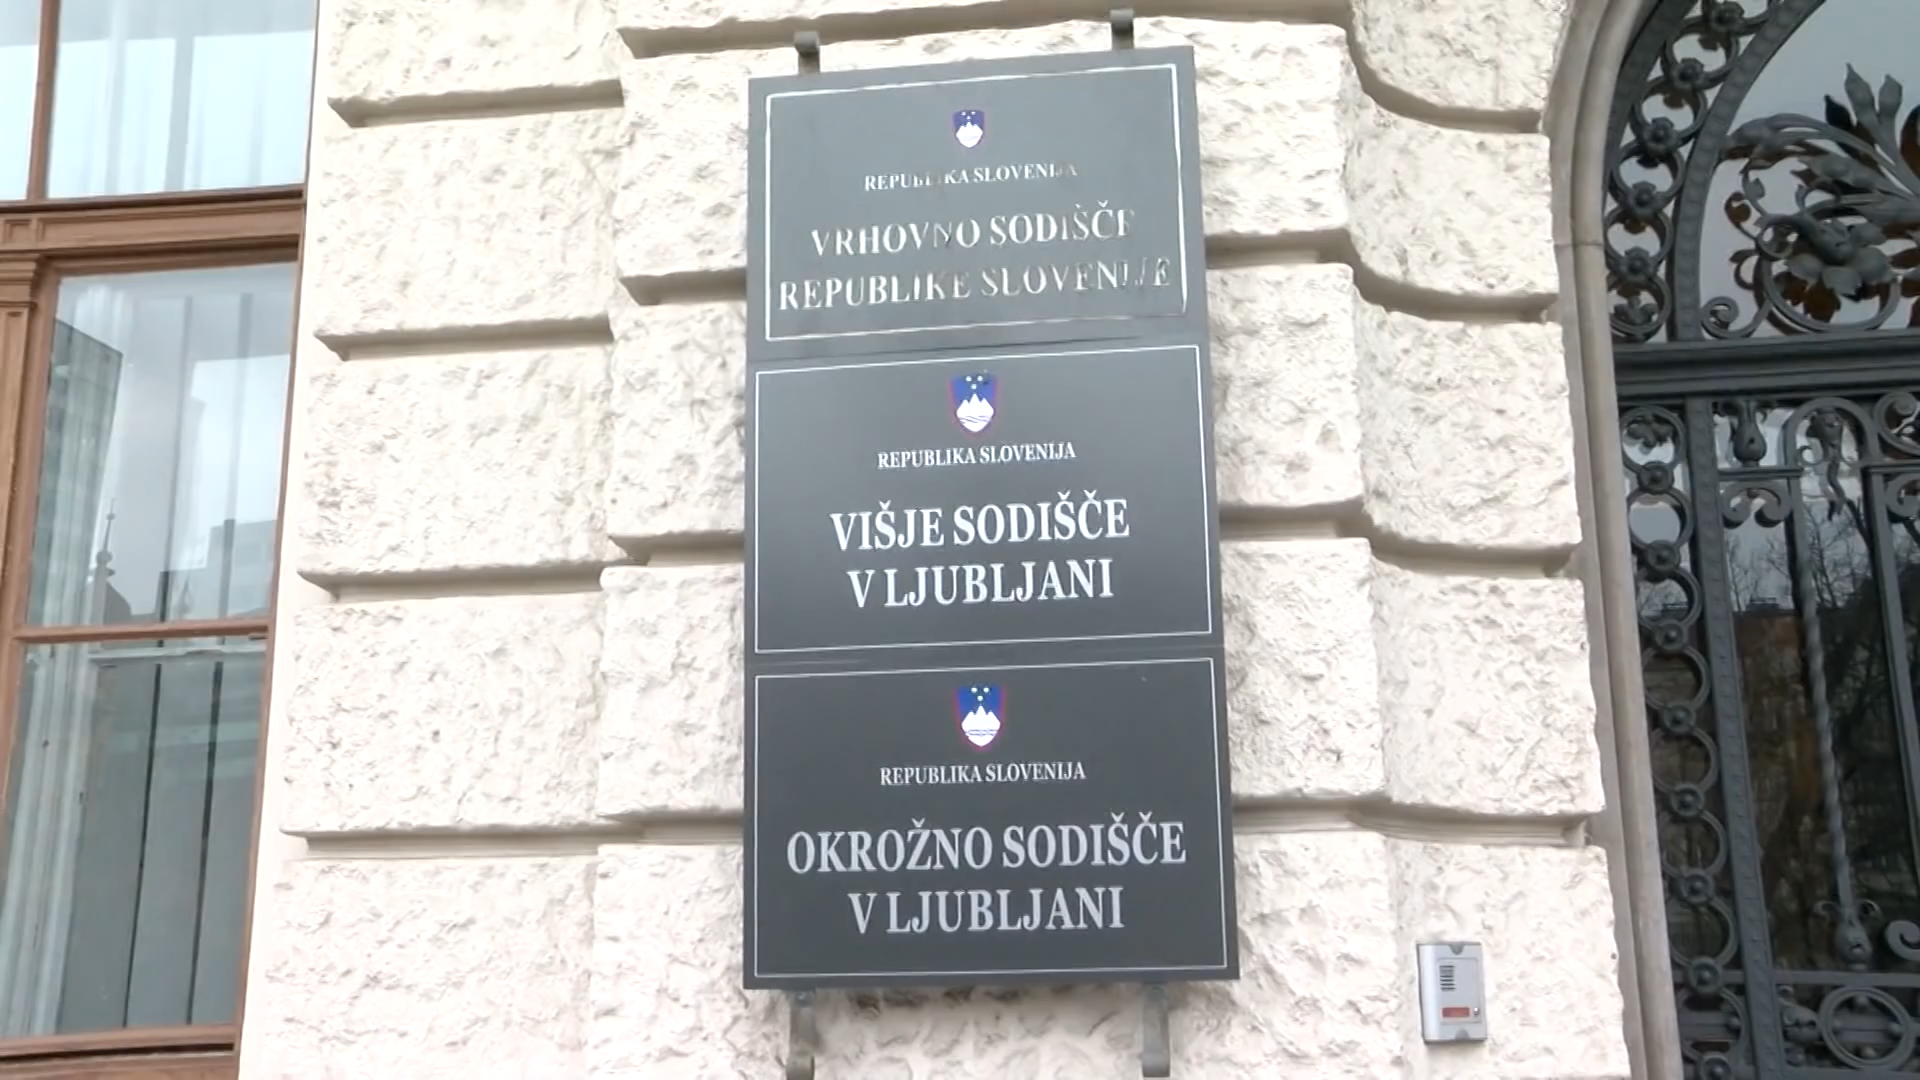 REPUBLIKA SLOVENIJA
VRHOVNO SODIŠČE
REPUBLIKE SLOVENIJE
REPUBLIKA SLOVENIJA
VIŠJE SODIŠČE
V LJUBLJANI
REPUBLIKA SLOVENIJA
OKROŽNO SODIŠČE
V LJUBLJANI